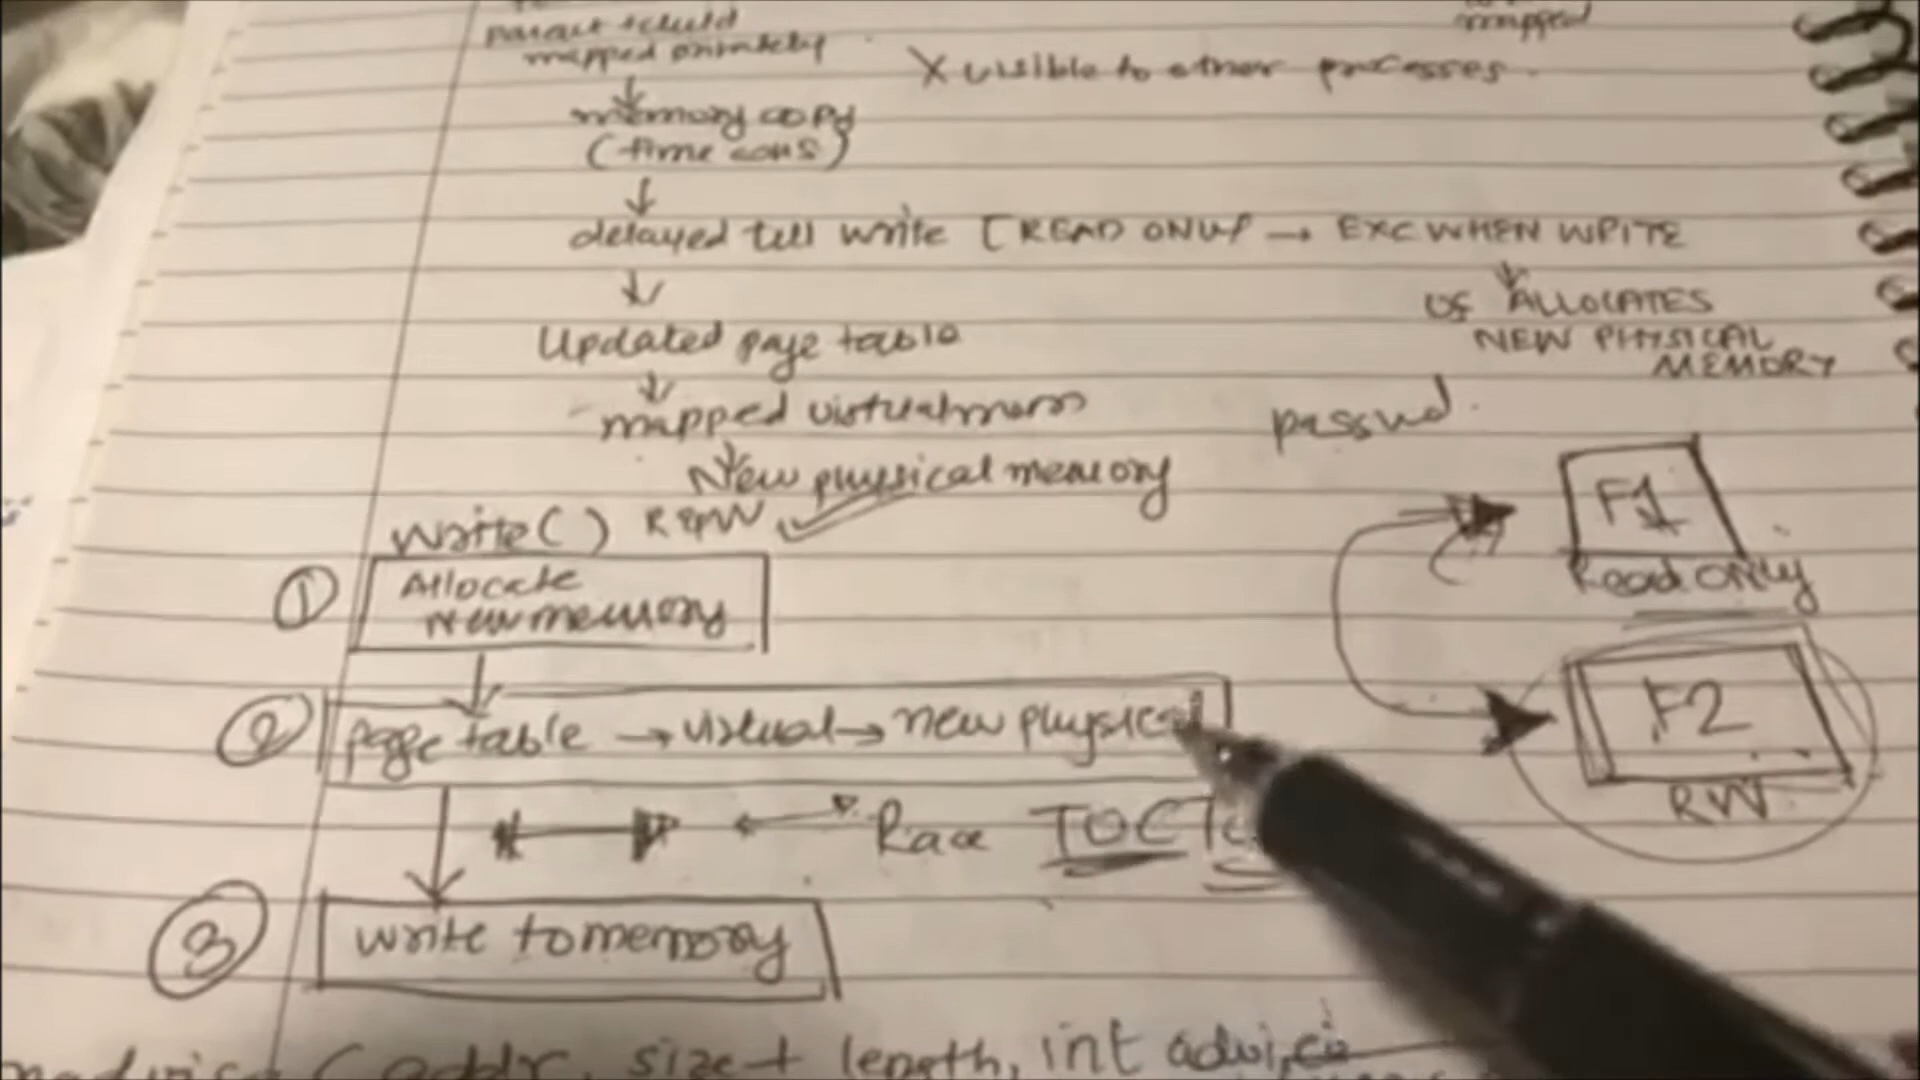 parent + child
mapped privately
mapped
X visible to other processes.
memory copy
(time cons)
delayed till write [READ ONLY → EXC WHEN WRITE
OS ALLOCATES
NEW PHYSICAL
MEMORY
Updated page table
mapped virtual mem
New physical memory
passwd.
Write( )
① Allocate
New memory
F1
Read only
② page table → virtual → new physical
F2
RW
Race TOCT
③ write to memory
(addr, size_t length, int advice